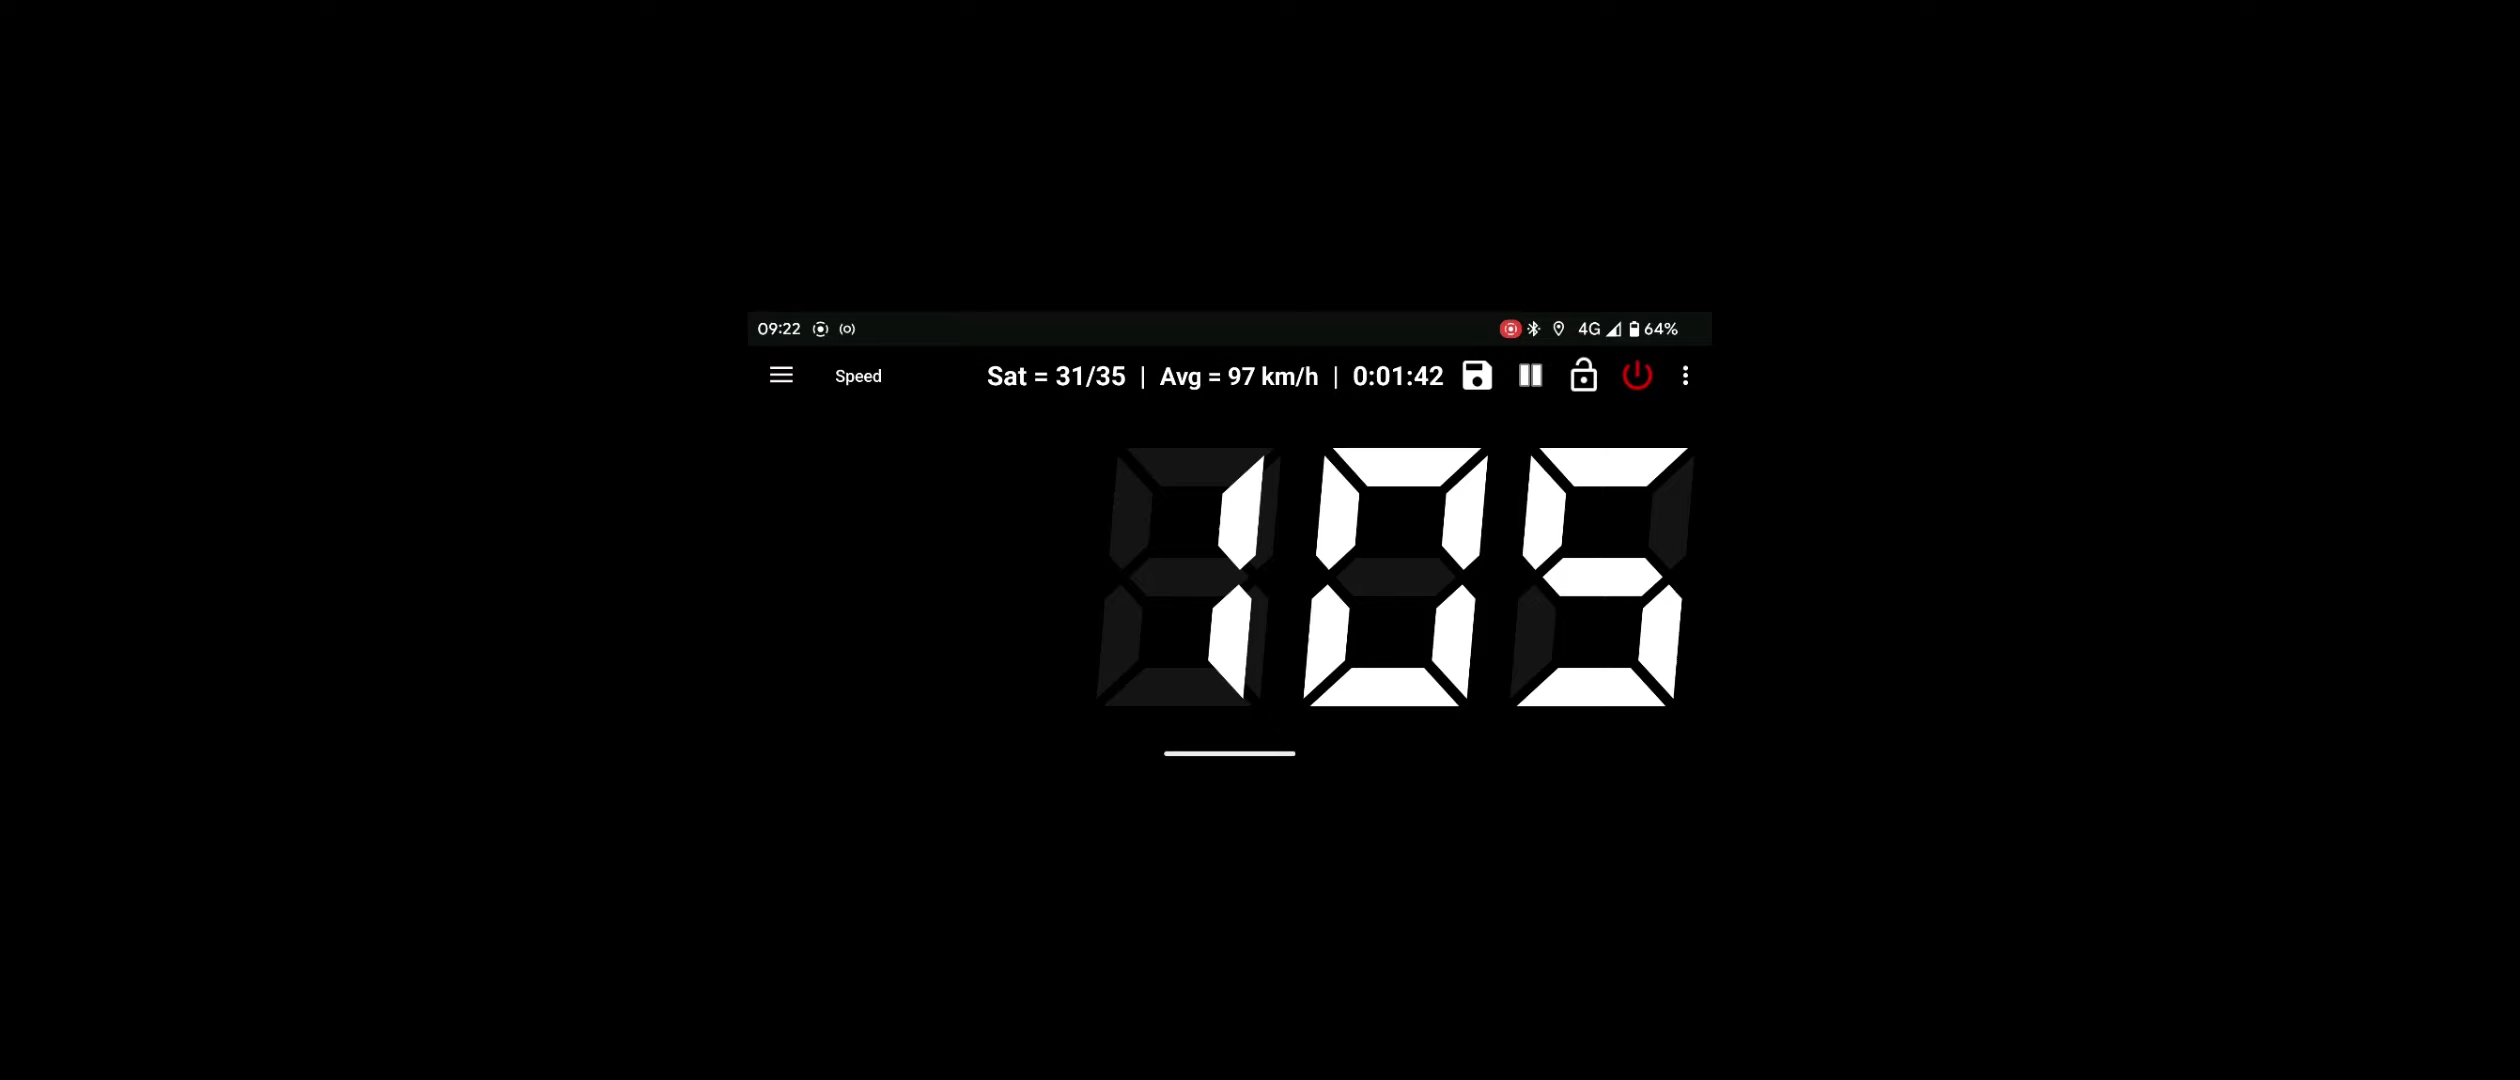 09:22 4G 64%
Speed Sat = 31/35 | Avg = 97 km/h | 0:01:42
105